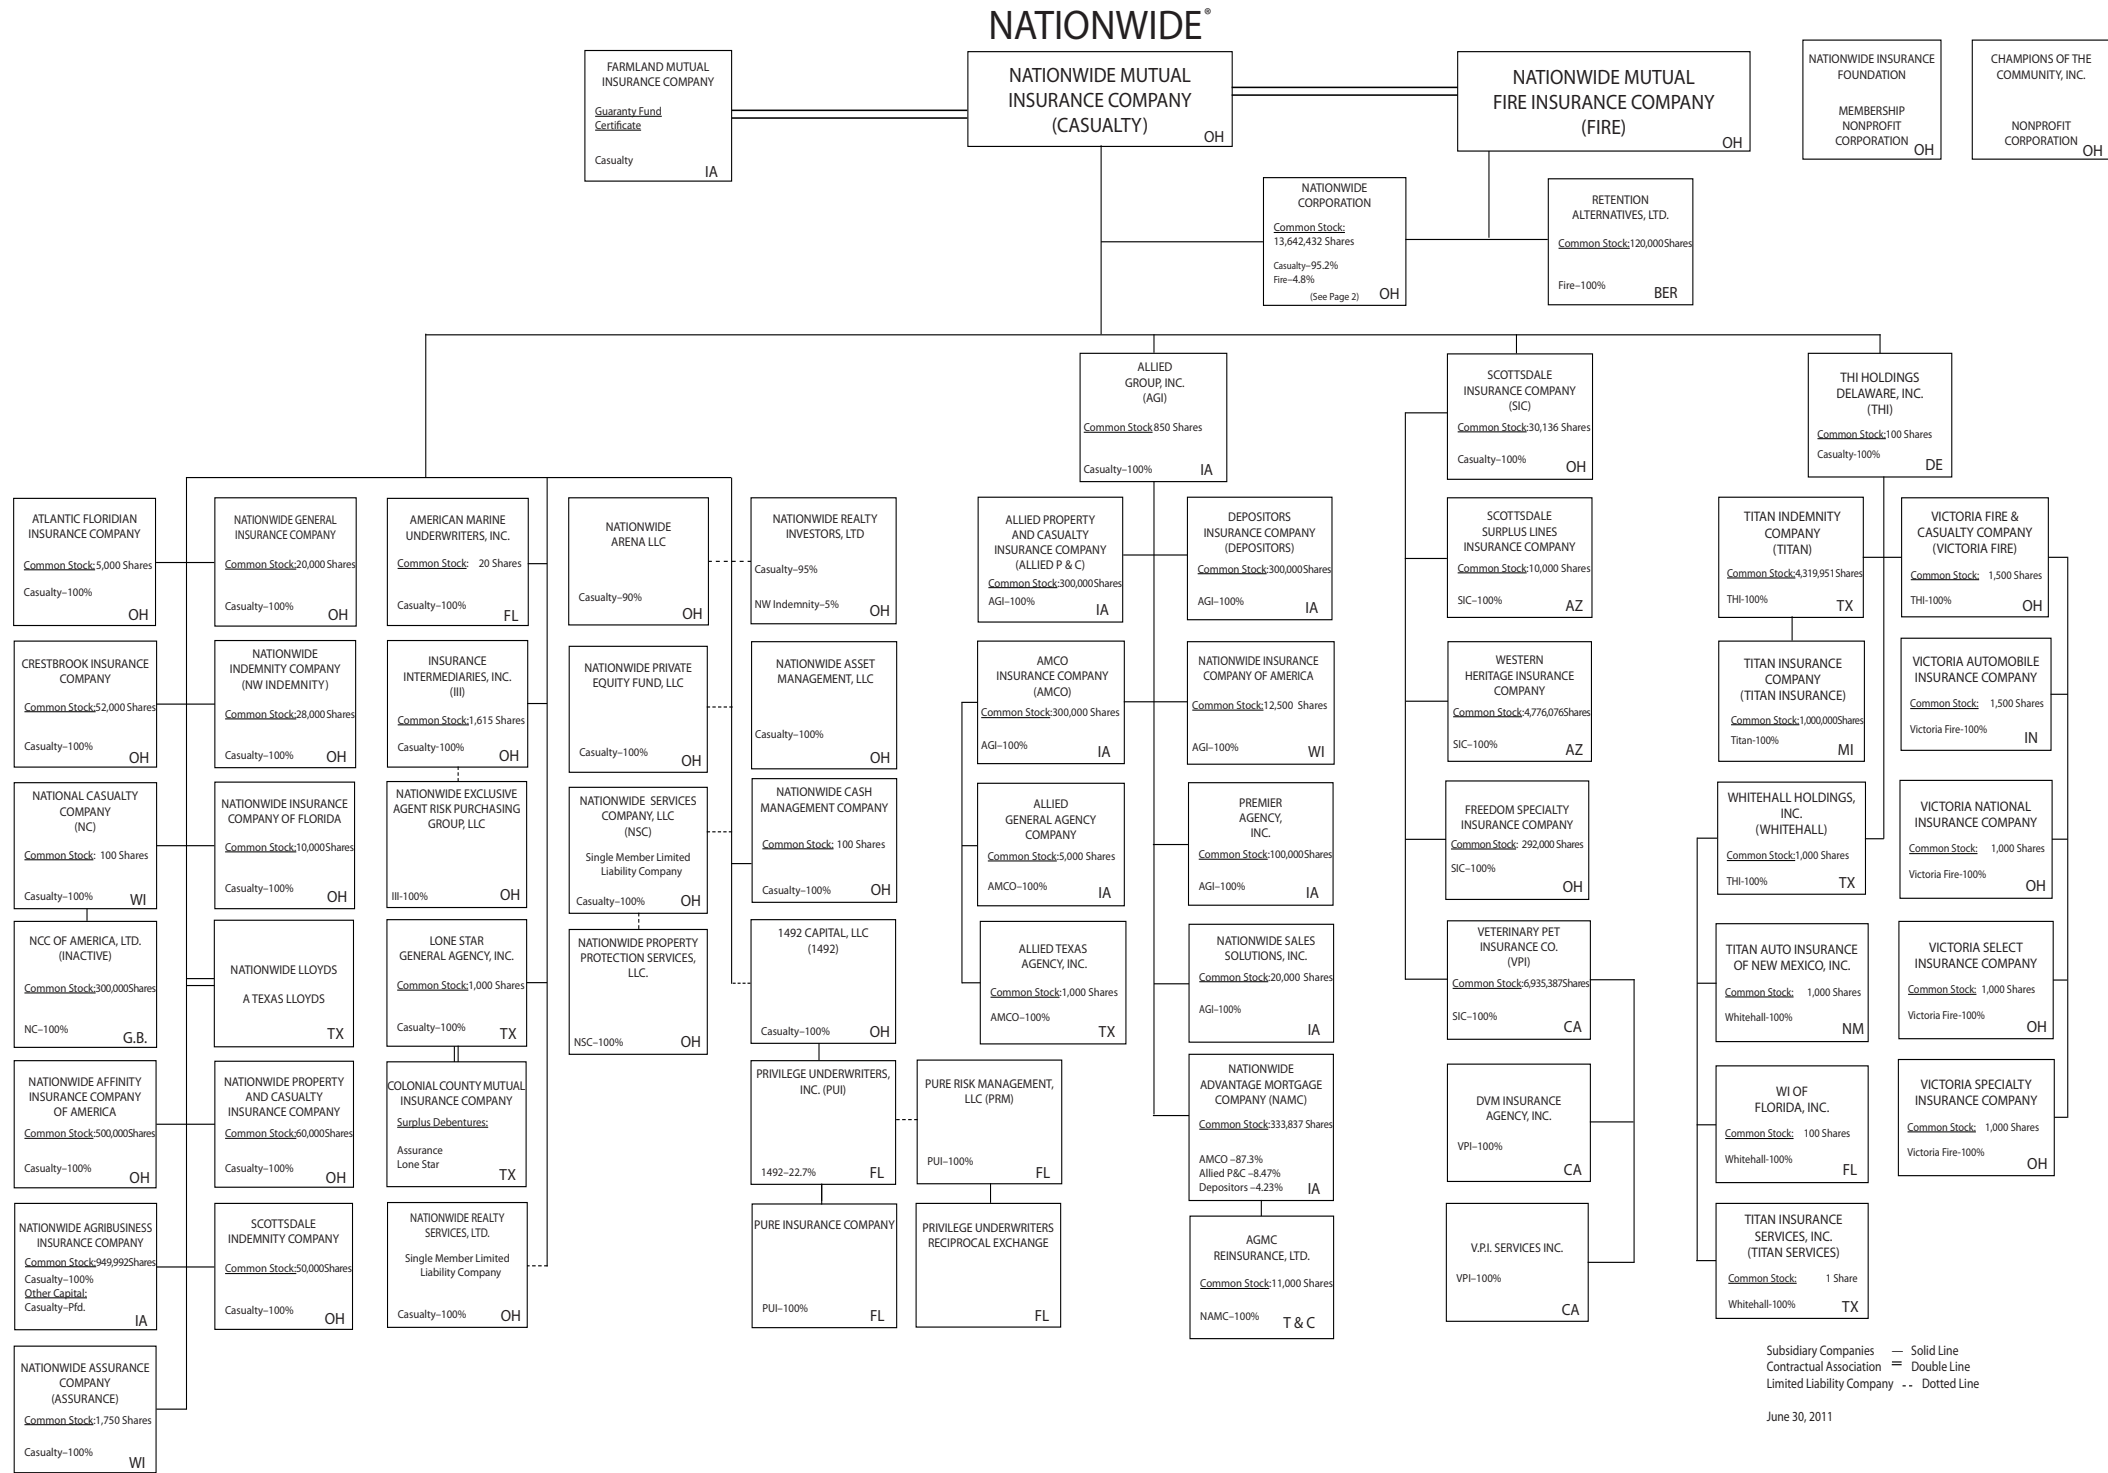 NATIONWIDE®
FARMLAND MUTUAL
INSURANCE COMPANY
Guaranty Fund
Certificate
Casualty
IA
NATIONWIDE MUTUAL
INSURANCE COMPANY
(CASUALTY)
OH
NATIONWIDE MUTUAL
FIRE INSURANCE COMPANY
(FIRE)
OH
NATIONWIDE INSURANCE
FOUNDATION
MEMBERSHIP
NONPROFIT
CORPORATION
OH
CHAMPIONS OF THE
COMMUNITY, INC.
NONPROFIT
CORPORATION
OH
NATIONWIDE
CORPORATION
Common Stock:
13,642,432 Shares
Casualty–95.2%
Fire–4.8%
(See Page 2)
OH
RETENTION
ALTERNATIVES, LTD.
Common Stock:120,000Shares
Fire–100%
BER
ALLIED
GROUP, INC.
(AGI)
Common Stock 850 Shares
Casualty–100%
IA
SCOTTSDALE
INSURANCE COMPANY
(SIC)
Common Stock:30,136 Shares
Casualty–100%
OH
THI HOLDINGS
DELAWARE, INC.
(THI)
Common Stock:100 Shares
Casualty-100%
DE
ATLANTIC FLORIDIAN
INSURANCE COMPANY
Common Stock:5,000 Shares
Casualty–100%
OH
NATIONWIDE GENERAL
INSURANCE COMPANY
Common Stock:20,000 Shares
Casualty–100%
OH
AMERICAN MARINE
UNDERWRITERS, INC.
Common Stock: 20 Shares
Casualty–100%
FL
NATIONWIDE
ARENA LLC
Casualty–90%
OH
NATIONWIDE REALTY
INVESTORS, LTD
Casualty–95%
NW Indemnity–5%
OH
ALLIED PROPERTY
AND CASUALTY
INSURANCE COMPANY
(ALLIED P & C)
Common Stock:300,000Shares
AGI–100%
IA
DEPOSITORS
INSURANCE COMPANY
(DEPOSITORS)
Common Stock:300,000Shares
AGI–100%
IA
SCOTTSDALE
SURPLUS LINES
INSURANCE COMPANY
Common Stock:10,000 Shares
SIC–100%
AZ
TITAN INDEMNITY
COMPANY
(TITAN)
Common Stock:4,319,951Shares
THI-100%
TX
VICTORIA FIRE &
CASUALTY COMPANY
(VICTORIA FIRE)
Common Stock: 1,500 Shares
THI-100%
OH
CRESTBROOK INSURANCE
COMPANY
Common Stock:52,000 Shares
Casualty–100%
OH
NATIONWIDE
INDEMNITY COMPANY
(NW INDEMNITY)
Common Stock:28,000 Shares
Casualty–100%
OH
INSURANCE
INTERMEDIARIES, INC.
(III)
Common Stock:1,615 Shares
Casualty-100%
OH
NATIONWIDE PRIVATE
EQUITY FUND, LLC
Casualty–100%
OH
NATIONWIDE ASSET
MANAGEMENT, LLC
Casualty–100%
OH
AMCO
INSURANCE COMPANY
(AMCO)
Common Stock:300,000 Shares
AGI–100%
IA
NATIONWIDE INSURANCE
COMPANY OF AMERICA
Common Stock:12,500 Shares
AGI–100%
WI
WESTERN
HERITAGE INSURANCE
COMPANY
Common Stock:4,776,076Shares
SIC–100%
AZ
TITAN INSURANCE
COMPANY
(TITAN INSURANCE)
Common Stock:1,000,000Shares
Titan-100%
MI
VICTORIA AUTOMOBILE
INSURANCE COMPANY
Common Stock: 1,500 Shares
Victoria Fire-100%
IN
NATIONAL CASUALTY
COMPANY
(NC)
Common Stock: 100 Shares
Casualty–100%
WI
NATIONWIDE INSURANCE
COMPANY OF FLORIDA
Common Stock:10,000Shares
Casualty–100%
OH
NATIONWIDE EXCLUSIVE
AGENT RISK PURCHASING
GROUP, LLC
III-100%
OH
NATIONWIDE SERVICES
COMPANY, LLC
(NSC)
Single Member Limited
Liability Company
Casualty–100%
OH
NATIONWIDE CASH
MANAGEMENT COMPANY
Common Stock: 100 Shares
Casualty–100%
OH
ALLIED
GENERAL AGENCY
COMPANY
Common Stock:5,000 Shares
AMCO–100%
IA
PREMIER
AGENCY,
INC.
Common Stock:100,000Shares
AGI–100%
IA
FREEDOM SPECIALTY
INSURANCE COMPANY
Common Stock: 292,000 Shares
SIC–100%
OH
WHITEHALL HOLDINGS,
INC.
(WHITEHALL)
Common Stock:1,000 Shares
THI-100%
TX
VICTORIA NATIONAL
INSURANCE COMPANY
Common Stock: 1,000 Shares
Victoria Fire-100%
OH
NCC OF AMERICA, LTD.
(INACTIVE)
Common Stock:300,000Shares
NC–100%
G.B.
NATIONWIDE LLOYDS
A TEXAS LLOYDS
TX
LONE STAR
GENERAL AGENCY, INC.
Common Stock:1,000 Shares
Casualty–100%
TX
NATIONWIDE PROPERTY
PROTECTION SERVICES,
LLC.
NSC–100%
OH
1492 CAPITAL, LLC
(1492)
Casualty–100%
OH
ALLIED TEXAS
AGENCY, INC.
Common Stock:1,000 Shares
AMCO–100%
TX
NATIONWIDE SALES
SOLUTIONS, INC.
Common Stock:20,000 Shares
AGI–100%
IA
VETERINARY PET
INSURANCE CO.
(VPI)
Common Stock:6,935,387Shares
SIC–100%
CA
TITAN AUTO INSURANCE
OF NEW MEXICO, INC.
Common Stock: 1,000 Shares
Whitehall-100%
NM
VICTORIA SELECT
INSURANCE COMPANY
Common Stock: 1,000 Shares
Victoria Fire-100%
OH
NATIONWIDE AFFINITY
INSURANCE COMPANY
OF AMERICA
Common Stock:500,000Shares
Casualty–100%
OH
NATIONWIDE PROPERTY
AND CASUALTY
INSURANCE COMPANY
Common Stock:60,000Shares
Casualty–100%
OH
COLONIAL COUNTY MUTUAL
INSURANCE COMPANY
Surplus Debentures:
Assurance
Lone Star
TX
PRIVILEGE UNDERWRITERS,
INC. (PUI)
1492–22.7%
FL
PURE RISK MANAGEMENT,
LLC (PRM)
PUI–100%
FL
NATIONWIDE
ADVANTAGE MORTGAGE
COMPANY (NAMC)
Common Stock:333,837 Shares
AMCO –87.3%
Allied P&C –8.47%
Depositors –4.23%
IA
DVM INSURANCE
AGENCY, INC.
VPI–100%
CA
WI OF
FLORIDA, INC.
Common Stock: 100 Shares
Whitehall-100%
FL
VICTORIA SPECIALTY
INSURANCE COMPANY
Common Stock: 1,000 Shares
Victoria Fire-100%
OH
NATIONWIDE AGRIBUSINESS
INSURANCE COMPANY
Common Stock:949,992Shares
Casualty–100%
Other Capital:
Casualty–Pfd.
IA
SCOTTSDALE
INDEMNITY COMPANY
Common Stock:50,000Shares
Casualty–100%
OH
NATIONWIDE REALTY
SERVICES, LTD.
Single Member Limited
Liability Company
Casualty–100%
OH
PURE INSURANCE COMPANY
PUI–100%
FL
PRIVILEGE UNDERWRITERS
RECIPROCAL EXCHANGE
FL
AGMC
REINSURANCE, LTD.
Common Stock:11,000 Shares
NAMC–100%
T & C
V.P.I. SERVICES INC.
VPI–100%
CA
TITAN INSURANCE
SERVICES, INC.
(TITAN SERVICES)
Common Stock: 1 Share
Whitehall-100%
TX
NATIONWIDE ASSURANCE
COMPANY
(ASSURANCE)
Common Stock:1,750 Shares
Casualty–100%
WI
Subsidiary Companies — Solid Line
Contractual Association = Double Line
Limited Liability Company -- Dotted Line
June 30, 2011